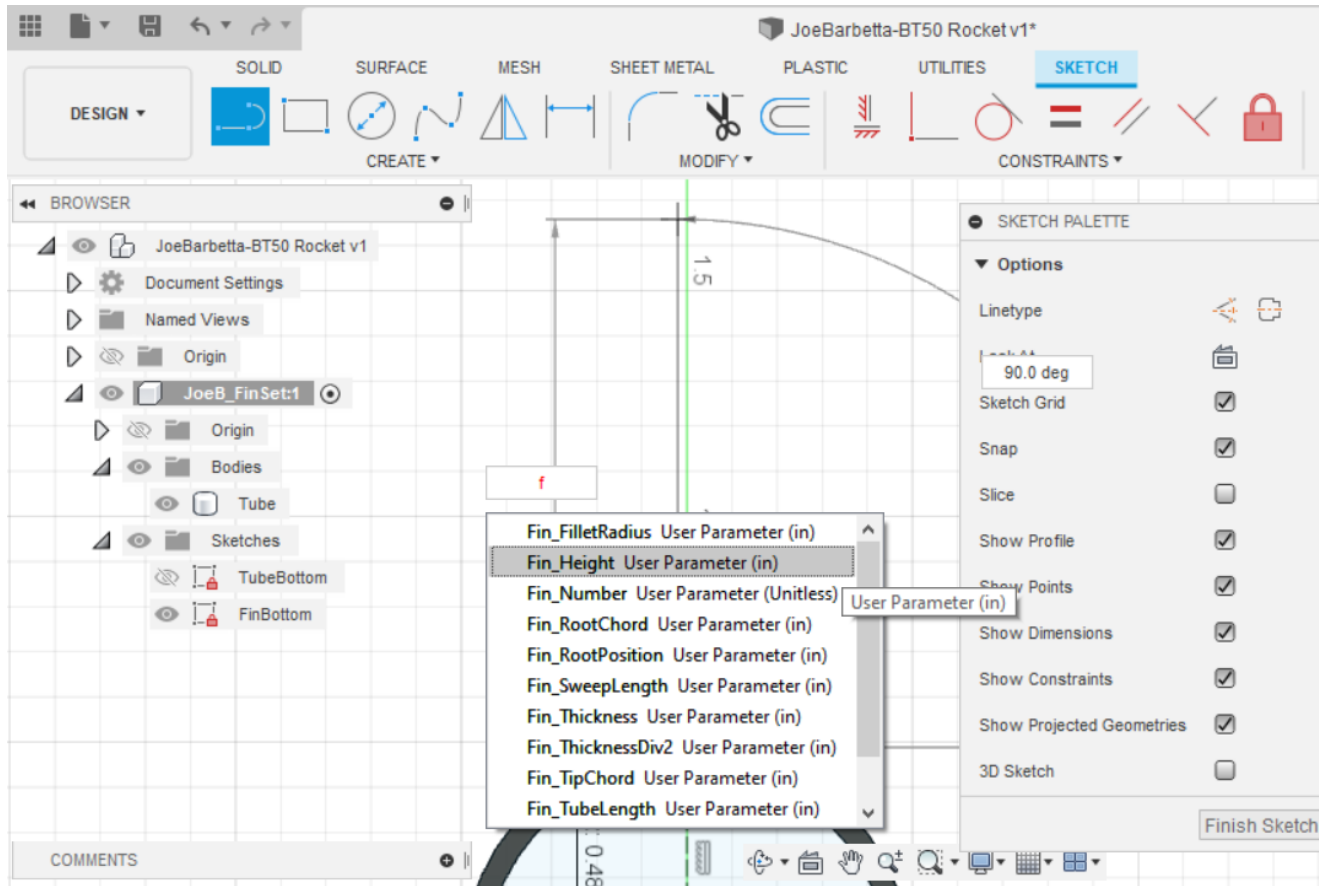 JoeBarbetta-BT50 Rocket v1*
SOLID SURFACE MESH SHEET METAL PLASTIC UTILITIES SKETCH
DESIGN
CREATE MODIFY CONSTRAINTS
BROWSER
JoeBarbetta-BT50 Rocket v1
Document Settings
Named Views
Origin
JoeB_FinSet:1
Origin
Bodies
Tube
Sketches
TubeBottom
FinBottom
COMMENTS
1.5
f
Fin_FilletRadius User Parameter (in)
Fin_Height User Parameter (in)
Fin_Number User Parameter (Unitless)
Fin_RootChord User Parameter (in)
Fin_RootPosition User Parameter (in)
Fin_SweepLength User Parameter (in)
Fin_Thickness User Parameter (in)
Fin_ThicknessDiv2 User Parameter (in)
Fin_TipChord User Parameter (in)
Fin_TubeLength User Parameter (in)
User Parameter (in)
0.48
SKETCH PALETTE
Options
Linetype
90.0 deg
Sketch Grid
Snap
Slice
Show Profile
Points
Show Dimensions
Show Constraints
Show Projected Geometries
3D Sketch
Finish Sketch